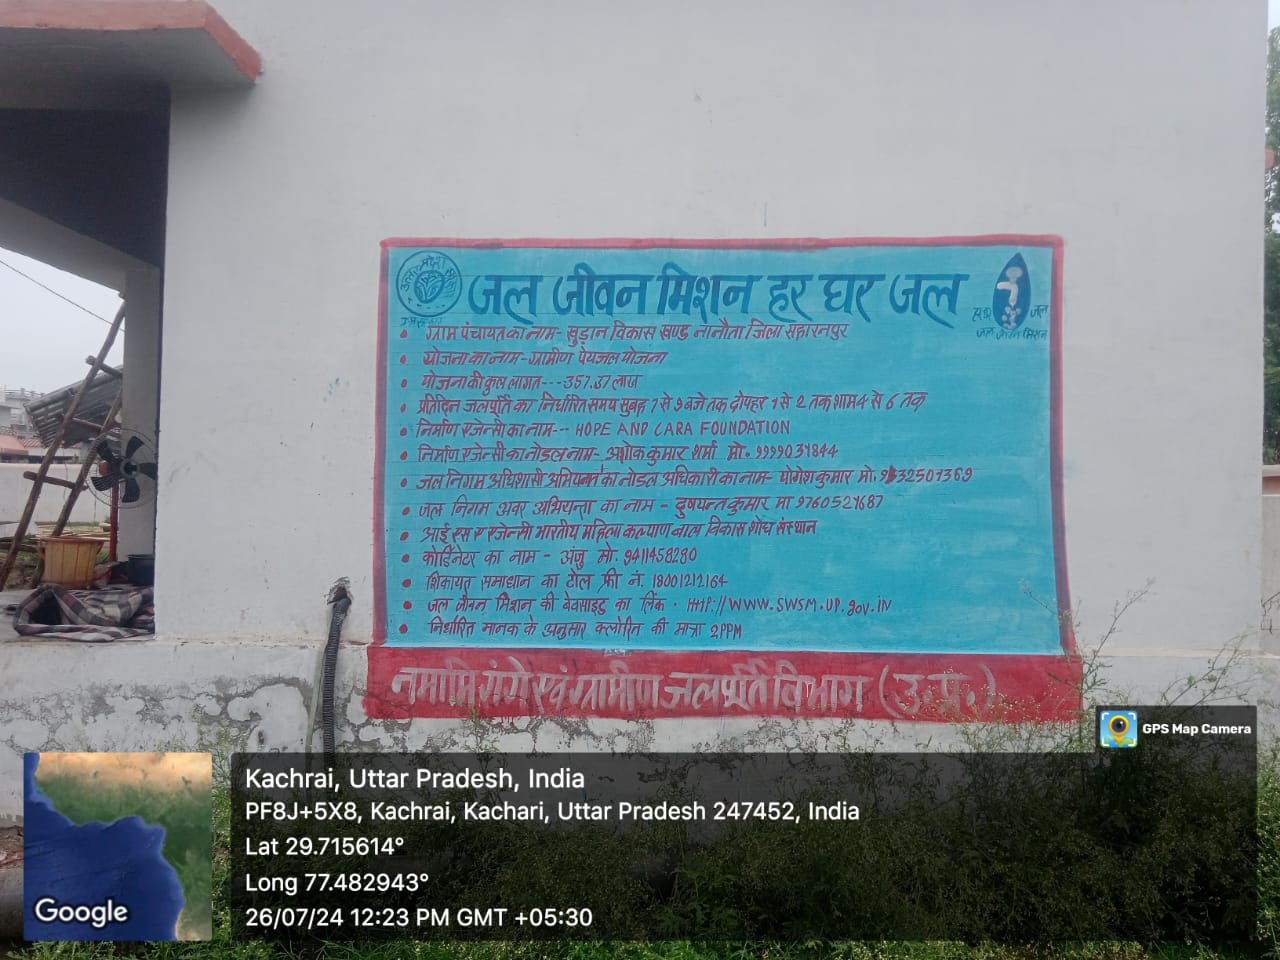 जल जीवन मिशन हर घर जल
हर घर जल
जल जीवन मिशन
ग्राम पंचायत का नाम- खुडाना विकास खण्ड नानौता जिला सहारनपुर
योजना का नाम- ग्रामीण पेयजल योजना
योजना की कुल लागत---357.37 लाख
प्रतिदिन जलपूर्ति का निर्धारित समय सुबह 7 से 9 बजे तक दोपहर 1 से 2 तक शाम 4 से 6 तक
निर्माण एजेन्सी का नाम-- HOPE AND CARA FOUNDATION
निर्माण एजेन्सी का नोडल नाम- अशोक कुमार शर्मा मो. 9999031844
जल निगम अधिशासी अभियन्ता का नोडल अधिकारी का नाम- योगेश कुमार मो.
जल निगम अवर अभियन्ता का नाम - दुषयन्त कुमार मो 9760521687
आई एस ए एजेन्सी भारतीय महिला कल्याण बाल विकास शोध संस्थान
कोर्डिनेटर का नाम - अंजु मो. 9411458280
शिकायत समाधान का टोल फ्री नं. 18001212164
जल जीवन मिशन की वेबसाइट का लिंक - HTTP://WWW.SWSM.UP.gov.IN
निर्धारित मानक के अनुसार क्लोरिन की मात्रा 2PPM
नमामि गंगे एवं ग्रामीण जलपूर्ति विभाग (उ.प्र.)
GPS Map Camera
Kachrai, Uttar Pradesh, India
PF8J+5X8, Kachrai, Kachari, Uttar Pradesh 247452, India
Lat 29.715614°
Long 77.482943°
26/07/24 12:23 PM GMT +05:30
Google